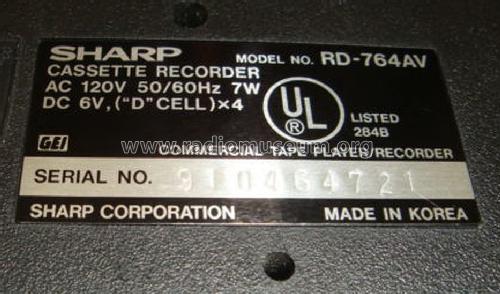 SHARP MODEL NO. RD-764AV
CASSETTE RECORDER
AC 120V 50/60Hz 7W
DC 6V, ("D" CELL)×4
UL
®
LISTED
284B
www.radiomuseum.org
GEI
COMMERCIAL TAPE PLAYER/RECORDER
SERIAL NO. 910464721
SHARP CORPORATION MADE IN KOREA